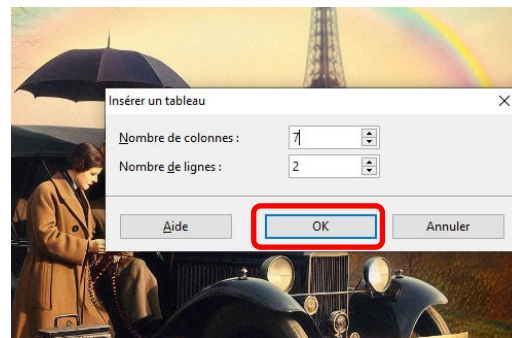 Insérer un tableau
Nombre de colonnes : 7
Nombre de lignes : 2
Aide OK Annuler